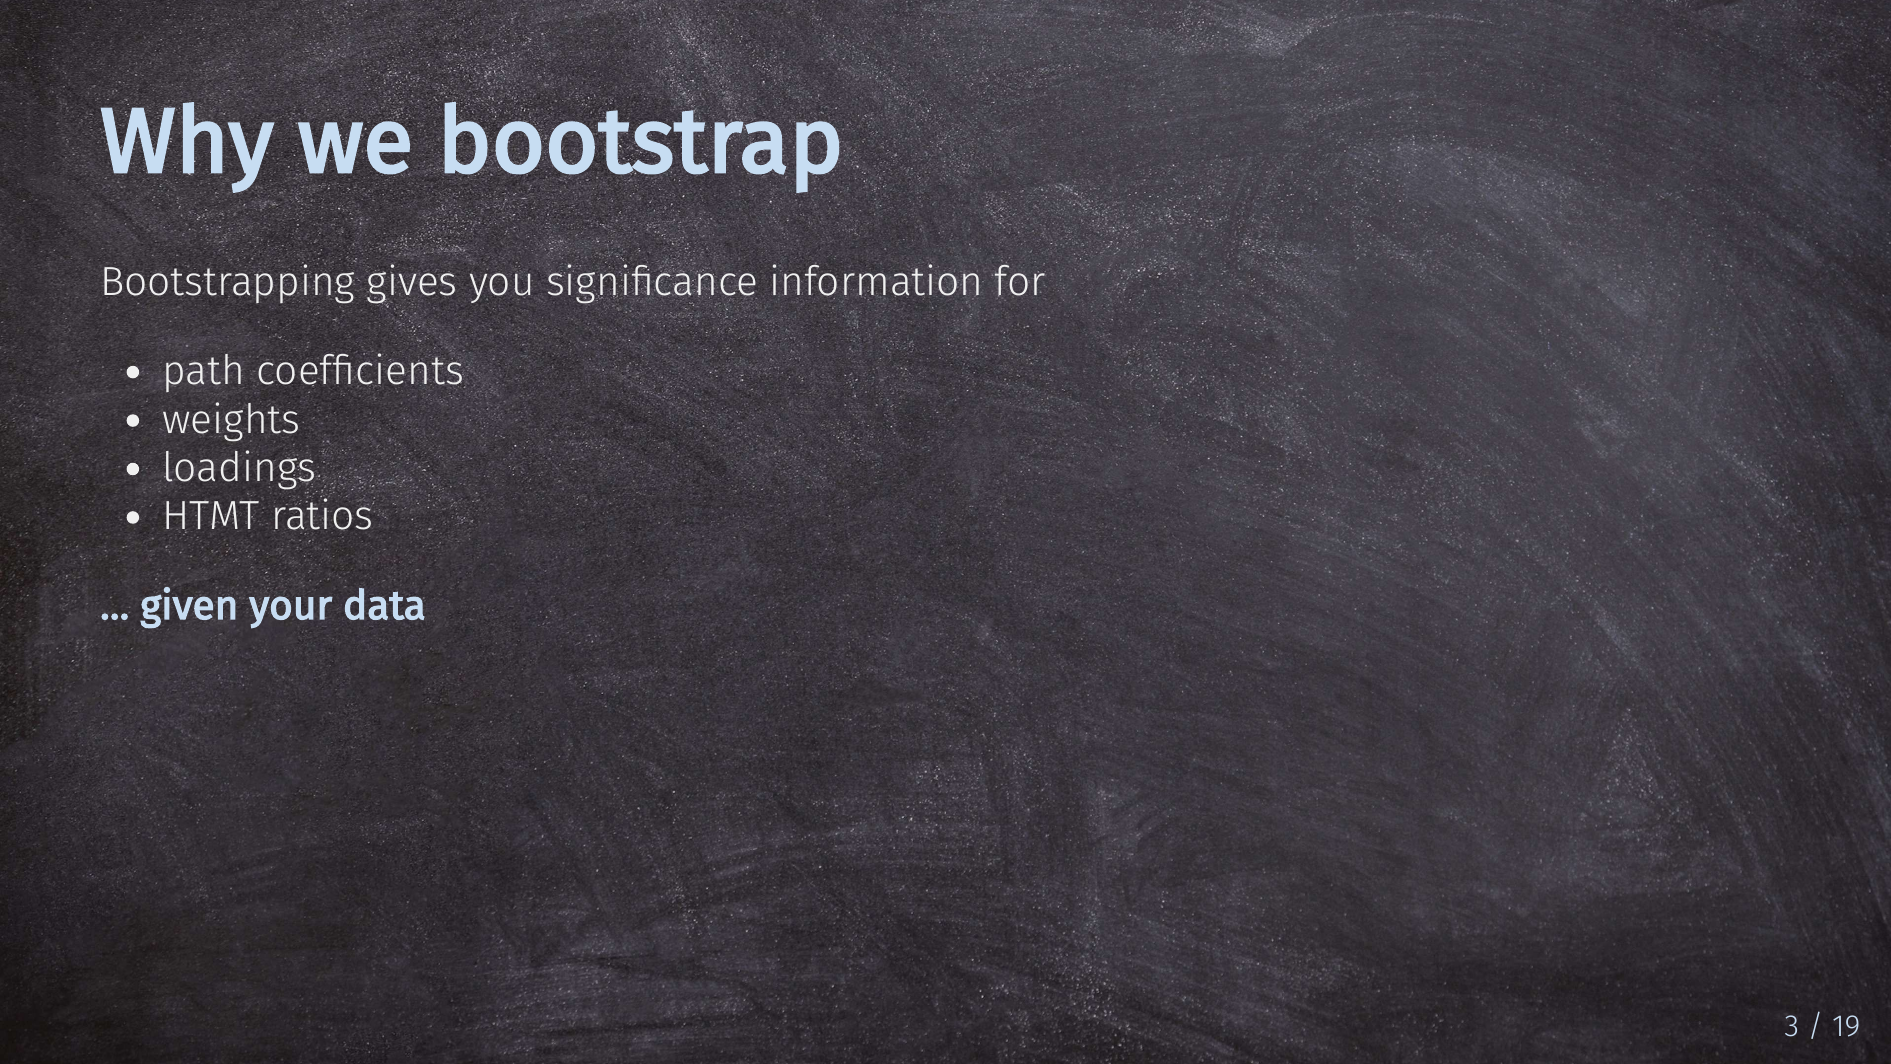 Why we bootstrap
Bootstrapping gives you significance information for
• path coefficients
• weights
• loadings
• HTMT ratios
... given your data
3 / 19